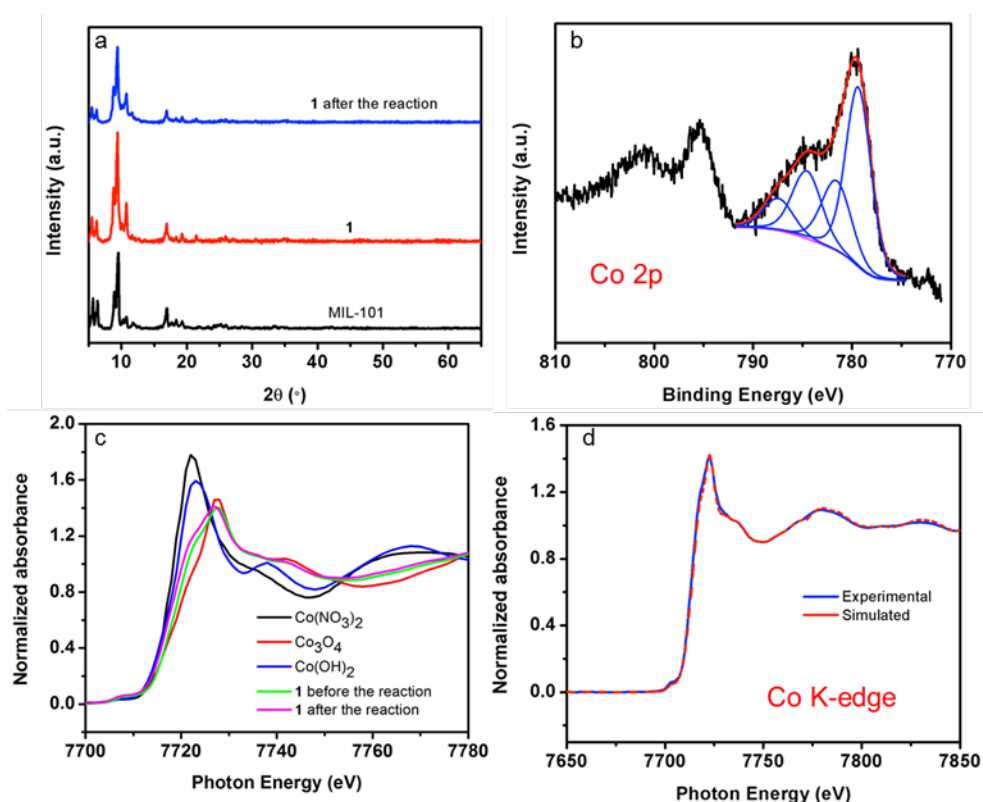 a
1 after the reaction
1
MIL-101
Intensity (a.u.)
10 20 30 40 50 60
2θ (°)
b
Co 2p
Intensity (a.u.)
810 800 790 780 770
Binding Energy (eV)
c
2.0
1.6
1.2
0.8
0.4
0.0
Normalized absorbance
Co(NO3)2
Co3O4
Co(OH)2
1 before the reaction
1 after the reaction
7700 7720 7740 7760 7780
Photon Energy (eV)
d
1.6
1.2
0.8
0.4
0.0
Normalized absorbance
Experimental
Simulated
Co K-edge
7650 7700 7750 7800 7850
Photon Energy (eV)